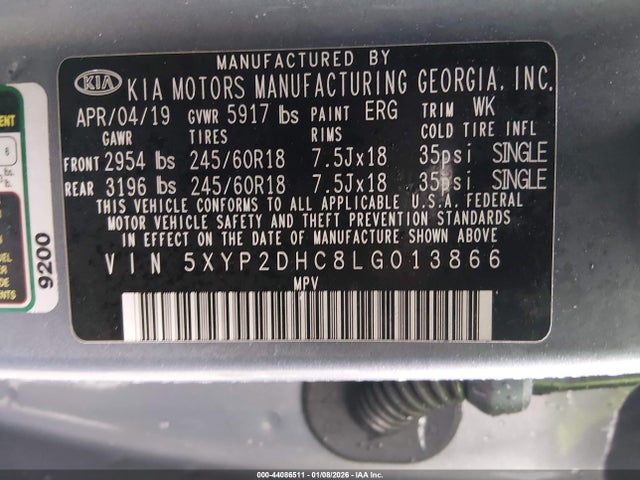 MANUFACTURED BY
KIA KIA MOTORS MANUFACTURING GEORGIA, INC.
APR/04/19 GVWR 5917 lbs PAINT ERG TRIM WK
GAWR TIRES RIMS COLD TIRE INFL
FRONT 2954 lbs 245/60R18 7.5Jx18 35psi SINGLE
REAR 3196 lbs 245/60R18 7.5Jx18 35psi SINGLE
THIS VEHICLE CONFORMS TO ALL APPLICABLE U.S.A. FEDERAL
MOTOR VEHICLE SAFETY AND THEFT PREVENTION STANDARDS
IN EFFECT ON THE DATE OF MANUFACTURE SHOWN ABOVE
VIN 5XYP2DHC8LG013866
MPV
9200
000-44086511 - 01/08/2026 - IAA Inc.